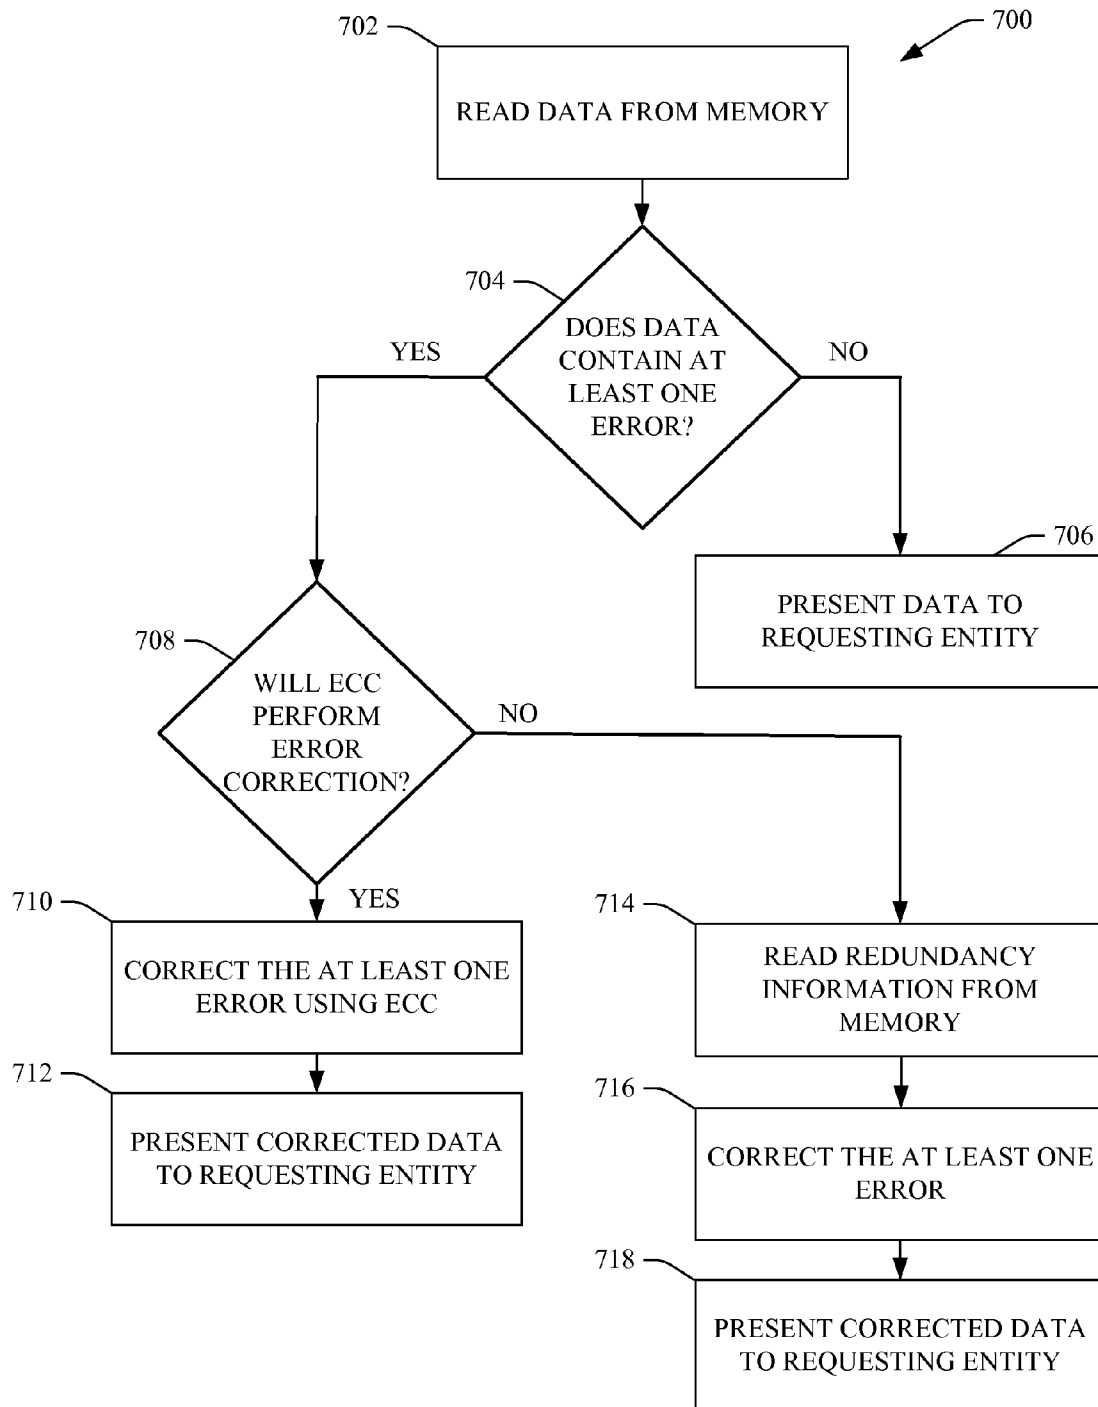 702
700
READ DATA FROM MEMORY
704
DOES DATA
CONTAIN AT
LEAST ONE
ERROR?
YES
NO
706
PRESENT DATA TO
REQUESTING ENTITY
708
WILL ECC
PERFORM
ERROR
CORRECTION?
NO
YES
710
CORRECT THE AT LEAST ONE
ERROR USING ECC
712
PRESENT CORRECTED DATA
TO REQUESTING ENTITY
714
READ REDUNDANCY
INFORMATION FROM
MEMORY
716
CORRECT THE AT LEAST ONE
ERROR
718
PRESENT CORRECTED DATA
TO REQUESTING ENTITY